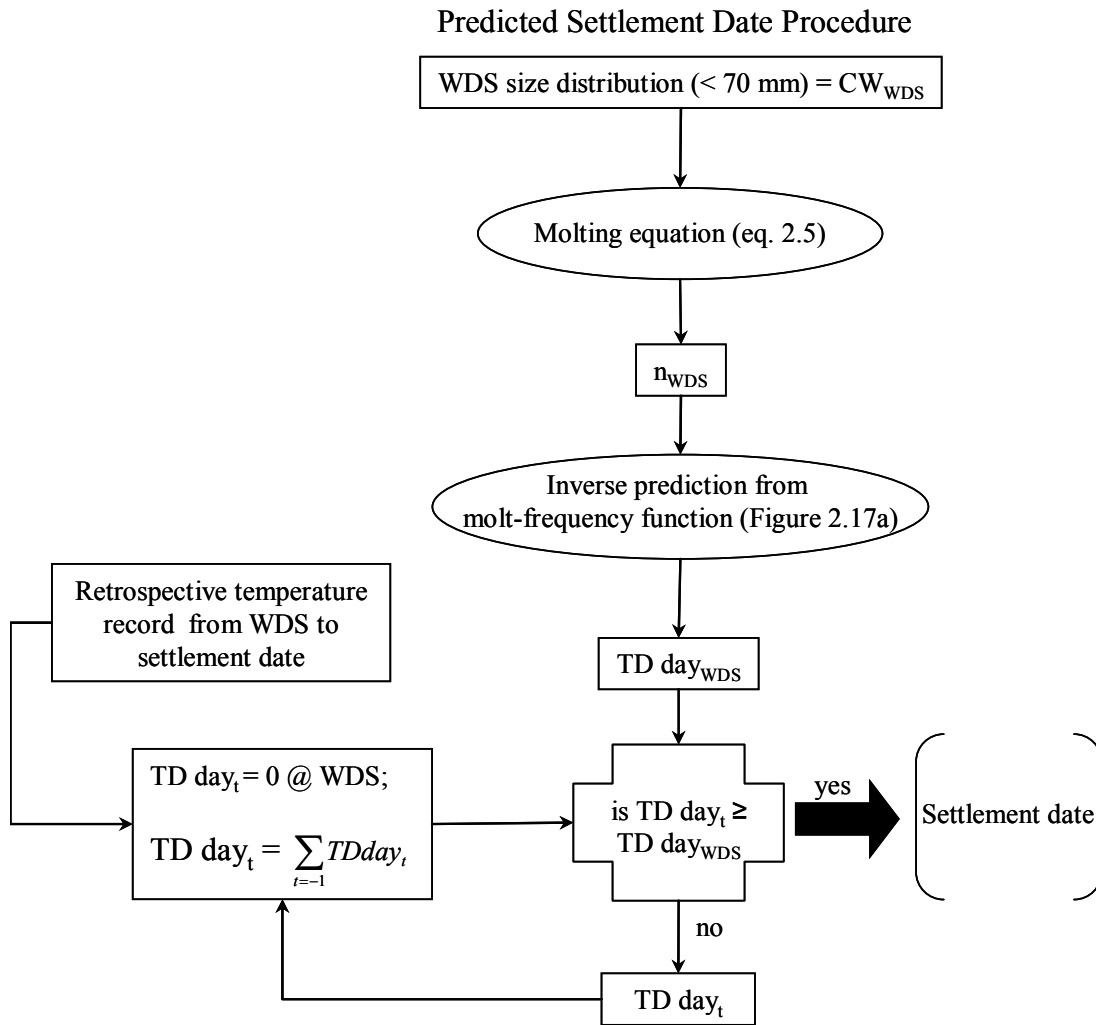 Predicted Settlement Date Procedure
WDS size distribution (< 70 mm) = CW_WDS
Molting equation (eq. 2.5)
n_WDS
Inverse prediction from
molt-frequency function (Figure 2.17a)
Retrospective temperature
record from WDS to
settlement date
TD day_WDS
TD day_t = 0 @ WDS;
TD day_t = ∑_{t=-1} TDday_t
is TD day_t ≥
TD day_WDS
yes
Settlement date
no
TD day_t